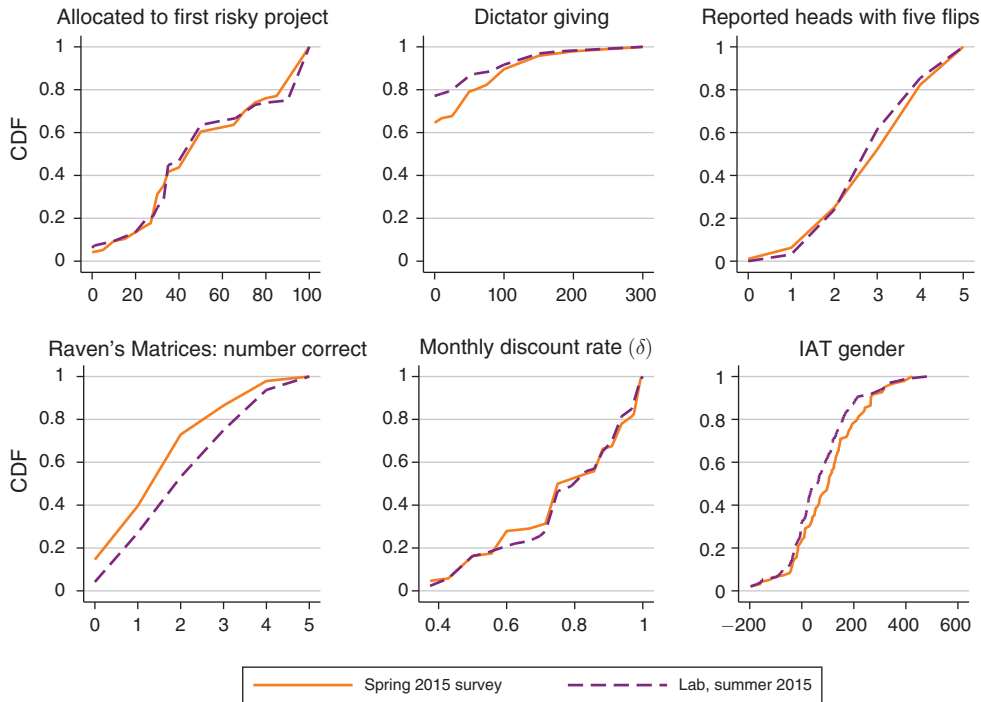 Allocated to first risky project
Dictator giving
Reported heads with five flips
CDF
1
0.8
0.6
0.4
0.2
0
0 20 40 60 80 100
1
0.8
0.6
0.4
0.2
0
0 100 200 300
1
0.8
0.6
0.4
0.2
0
0 1 2 3 4 5
Raven's Matrices: number correct
Monthly discount rate (δ)
IAT gender
CDF
1
0.8
0.6
0.4
0.2
0
0 1 2 3 4 5
1
0.8
0.6
0.4
0.2
0
0.4 0.6 0.8 1
1
0.8
0.6
0.4
0.2
0
−200 0 200 400 600
Spring 2015 survey
Lab, summer 2015